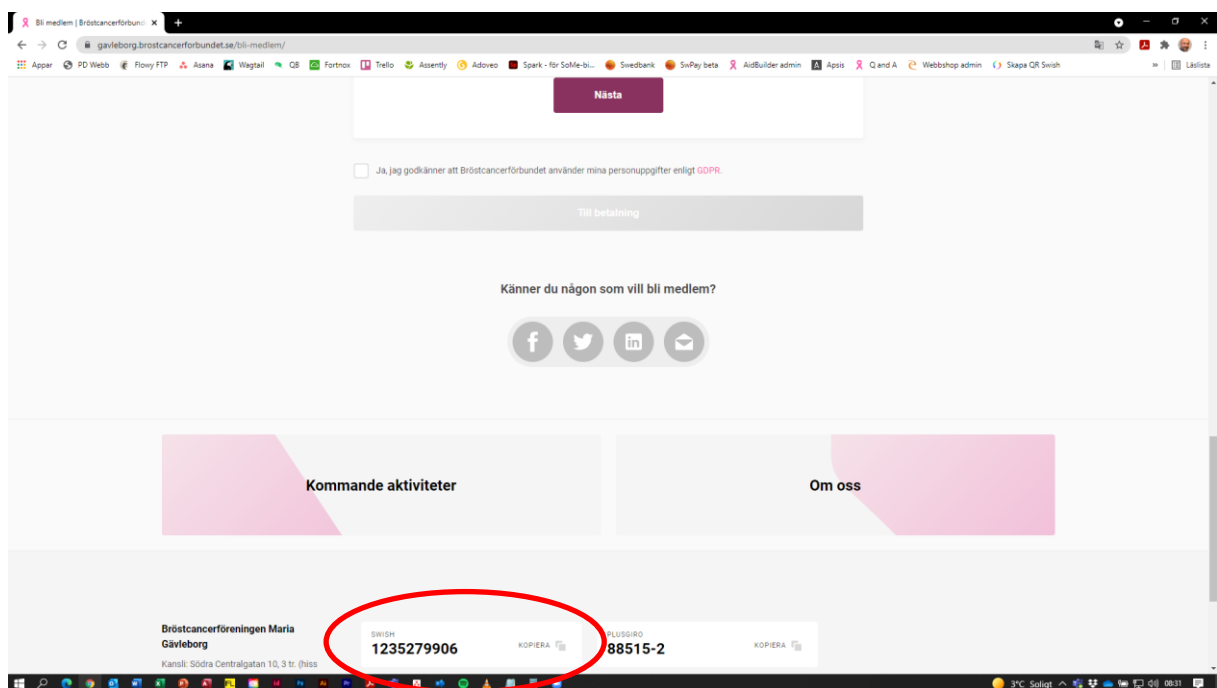 Bli medlem | Bröstcancerförbund
gavleborg.brostcancerforbundet.se/bli-medlem/
Appar PD Webb Flowy FTP Asana Wagtail QB Fortnox Trello Assently Adoveo Spark - för SoMe-bi... Swedbank SwPay beta AidBuilder admin Apsis Q and A Webbshop admin Skapa QR Swish » Läslista
Nästa
Ja, jag godkänner att Bröstcancerförbundet använder mina personuppgifter enligt GDPR.
Till betalning
Känner du någon som vill bli medlem?
Kommande aktiviteter
Om oss
Bröstcancerföreningen Maria
Gävleborg
Kansli: Södra Centralgatan 10, 3 tr. (hiss
SWISH
1235279906 KOPIERA
PLUSGIRO
88515-2 KOPIERA
3°C Soligt 08:31